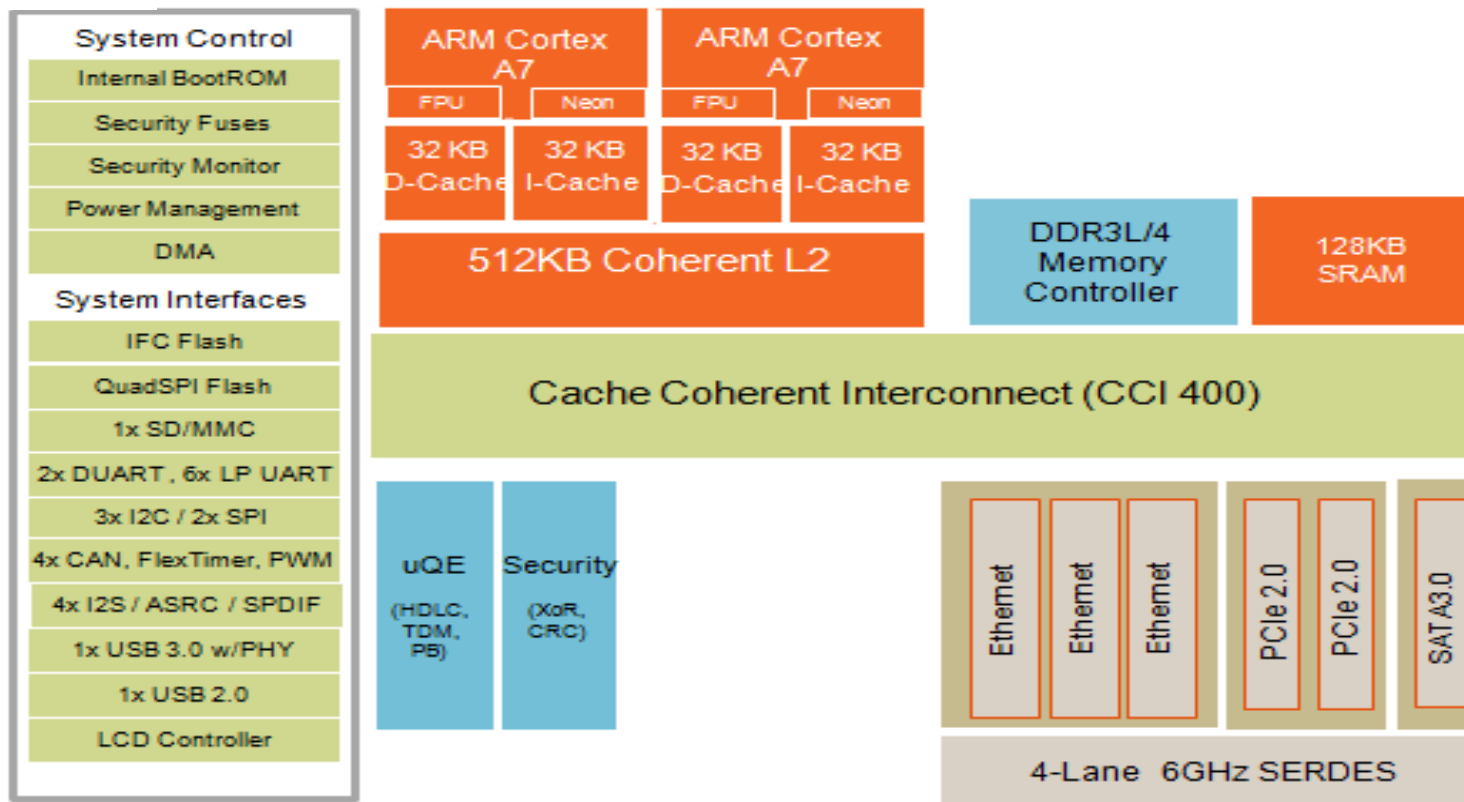 System Control
Internal BootROM
Security Fuses
Security Monitor
Power Management
DMA
System Interfaces
IFC Flash
QuadSPI Flash
1x SD/MMC
2x DUART , 6x LP UART
3x I2C / 2x SPI
4x CAN, FlexTimer, PWM
4x I2S / ASRC / SPDIF
1x USB 3.0 w/PHY
1x USB 2.0
LCD Controller
ARM Cortex
A7
FPU
Neon
32 KB
D-Cache
32 KB
I-Cache
ARM Cortex
A7
FPU
Neon
32 KB
D-Cache
32 KB
I-Cache
512KB Coherent L2
DDR3L/4
Memory
Controller
128KB
SRAM
Cache Coherent Interconnect (CCI 400)
uQE
(HDLC,
TDM,
PB)
Security
(XoR,
CRC)
Ethernet
Ethernet
Ethernet
PCIe 2.0
PCIe 2.0
SAT A3.0
4-Lane 6GHz SERDES